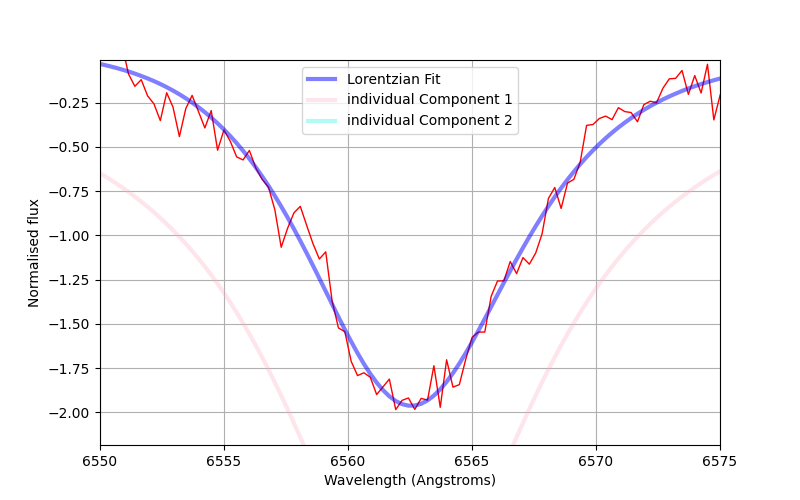 Lorentzian Fit
individual Component 1
individual Component 2
Normalised flux
−0.25
−0.50
−0.75
−1.00
−1.25
−1.50
−1.75
−2.00
6550 6555 6560 6565 6570 6575
Wavelength (Angstroms)